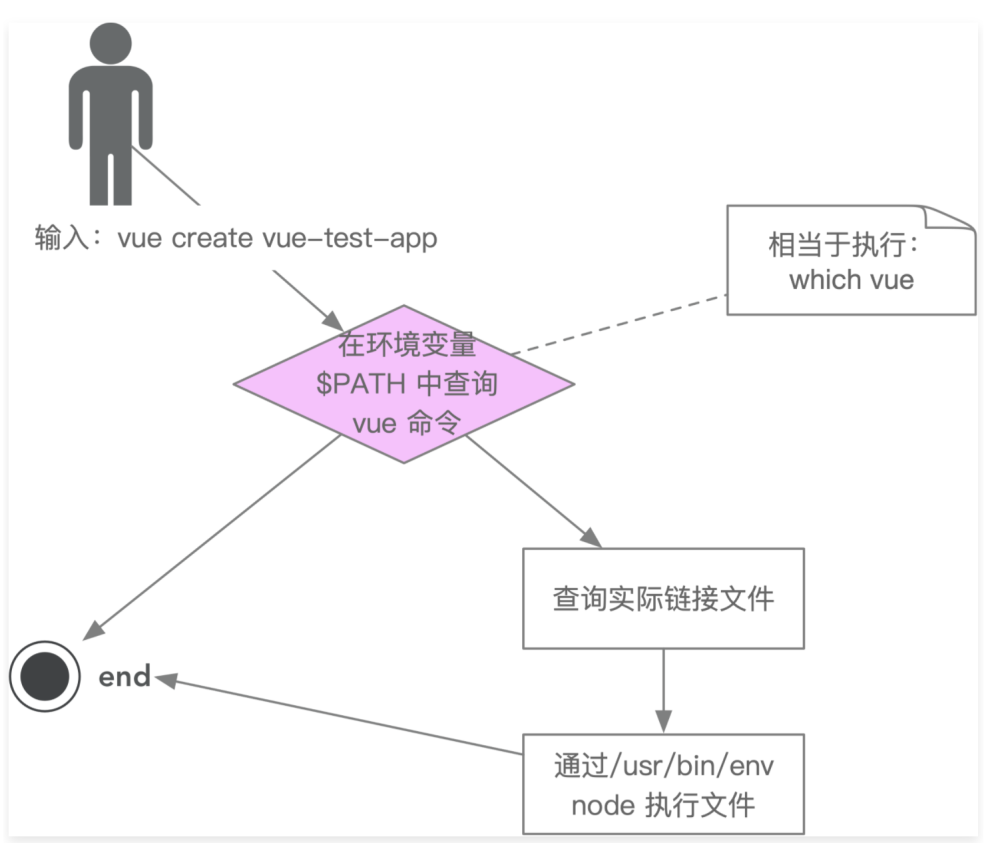 输入：vue create vue-test-app
相当于执行：
which vue
在环境变量
$PATH 中查询
vue 命令
查询实际链接文件
end
通过/usr/bin/env
node 执行文件